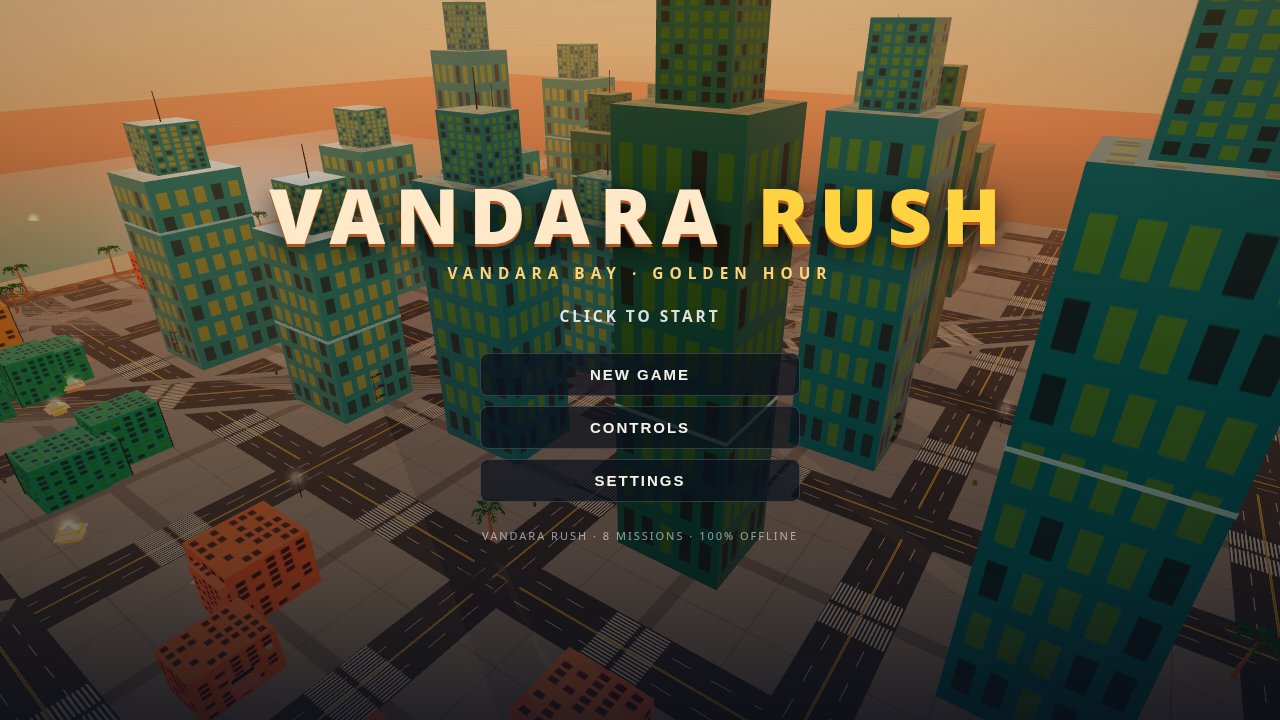 VANDARA RUSH
VANDARA BAY · GOLDEN HOUR
CLICK TO START
NEW GAME
CONTROLS
SETTINGS
VANDARA RUSH · 8 MISSIONS · 100% OFFLINE